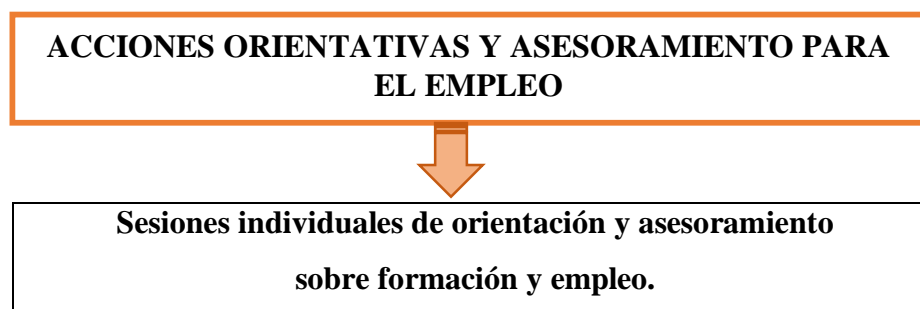 ACCIONES ORIENTATIVAS Y ASESORAMIENTO PARA
EL EMPLEO
Sesiones individuales de orientación y asesoramiento
sobre formación y empleo.